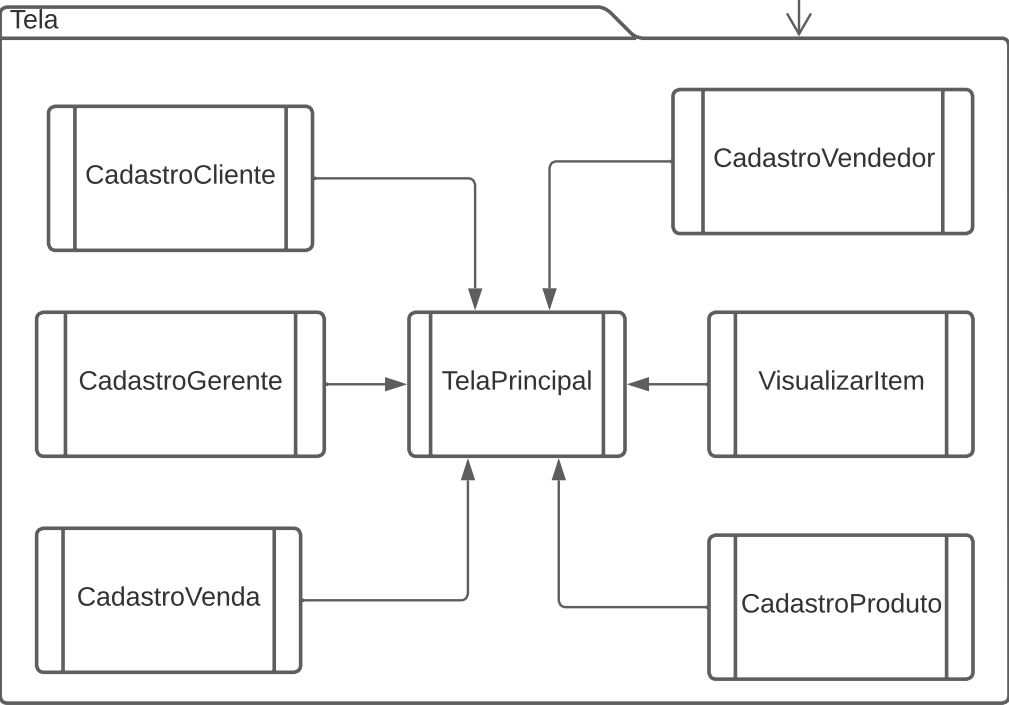 Tela
CadastroCliente
CadastroVendedor
CadastroGerente
TelaPrincipal
VisualizarItem
CadastroVenda
CadastroProduto